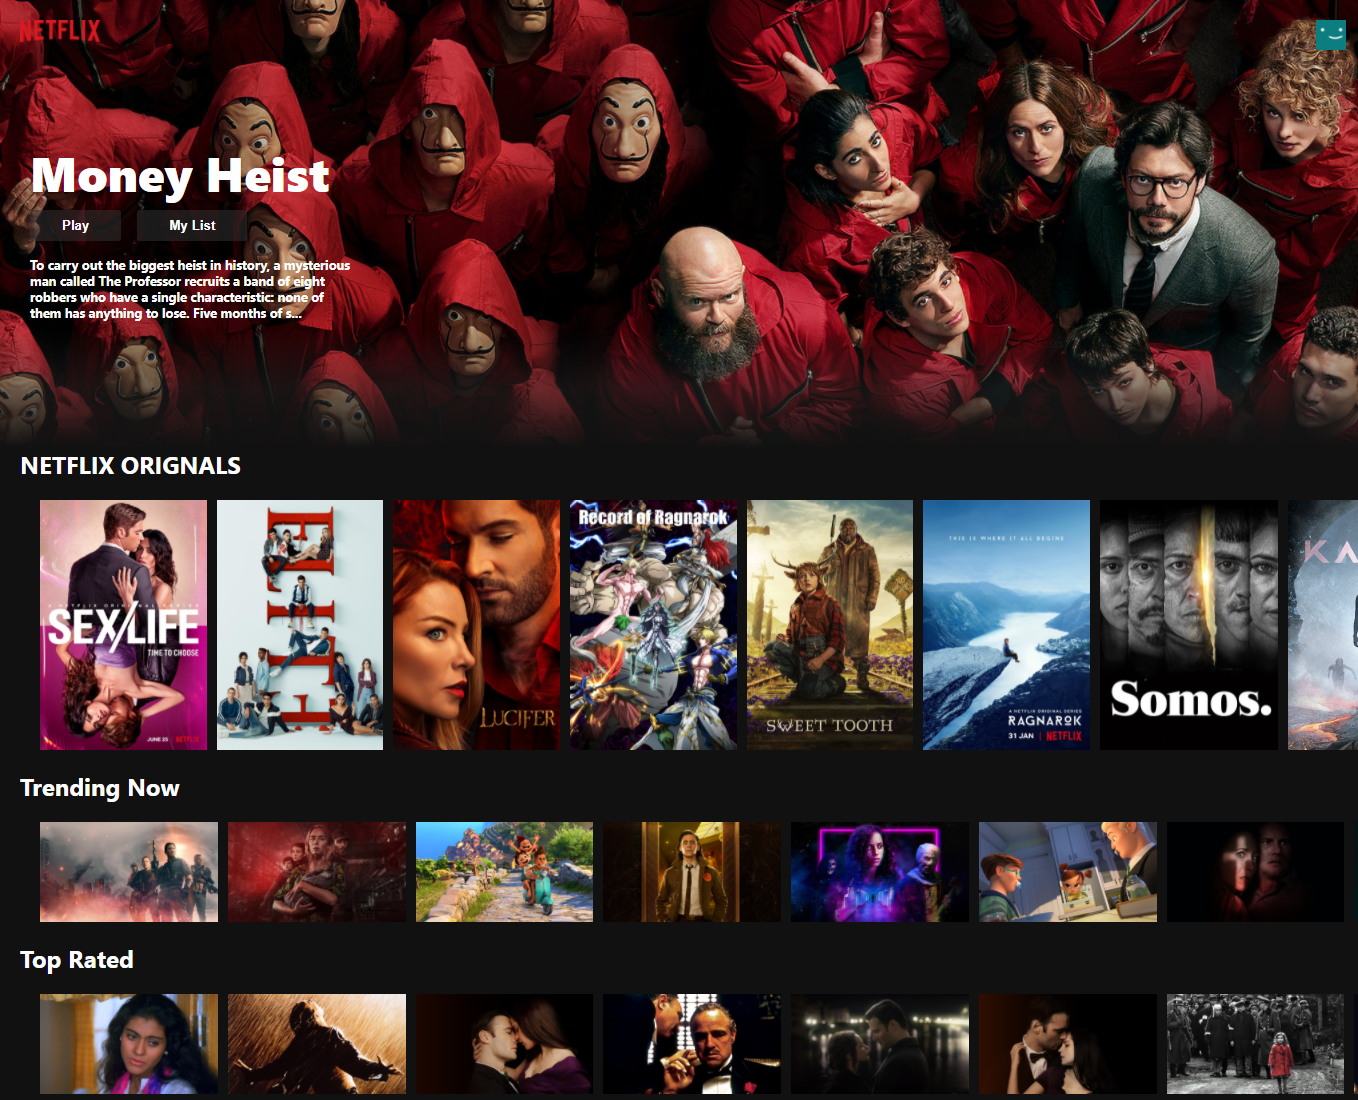 NETFLIX
Money Heist
Play
My List
To carry out the biggest heist in history, a mysterious
man called The Professor recruits a band of eight
robbers who have a single characteristic: none of
them has anything to lose. Five months of s...
NETFLIX ORIGNALS
A NETFLIX ORIGINAL SERIES
SEX/LIFE
TIME TO CHOOSE
JUNE 25 | NETFLIX
ELITE
LUCIFER
Record of Ragnarok
SWEET TOOTH
THIS IS WHERE IT ALL BEGINS
A NETFLIX ORIGINAL SERIES
RAGNAROK
31 JAN | NETFLIX
Somos.
KA
Trending Now
Top Rated